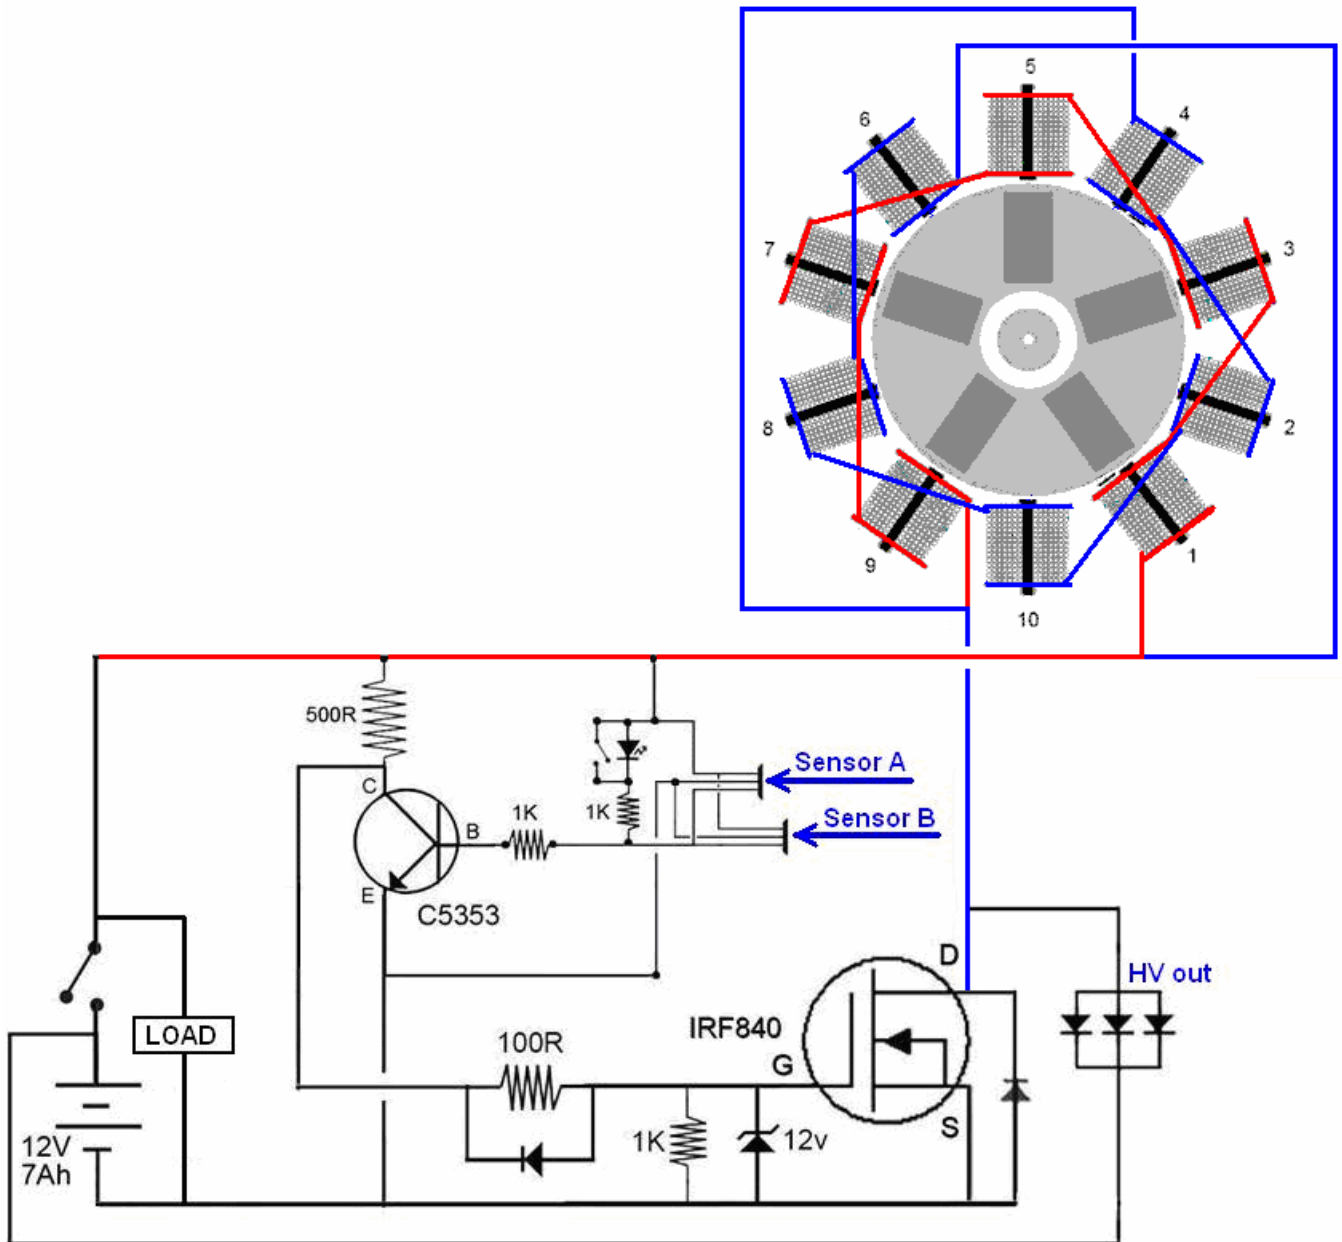 5
6
4
7
3
8
2
9
1
10
500R
C
Sensor A
1K
1K
B
Sensor B
E
C5353
D
HV out
IRF840
LOAD
100R
G
12V
7Ah
1K
12v
S